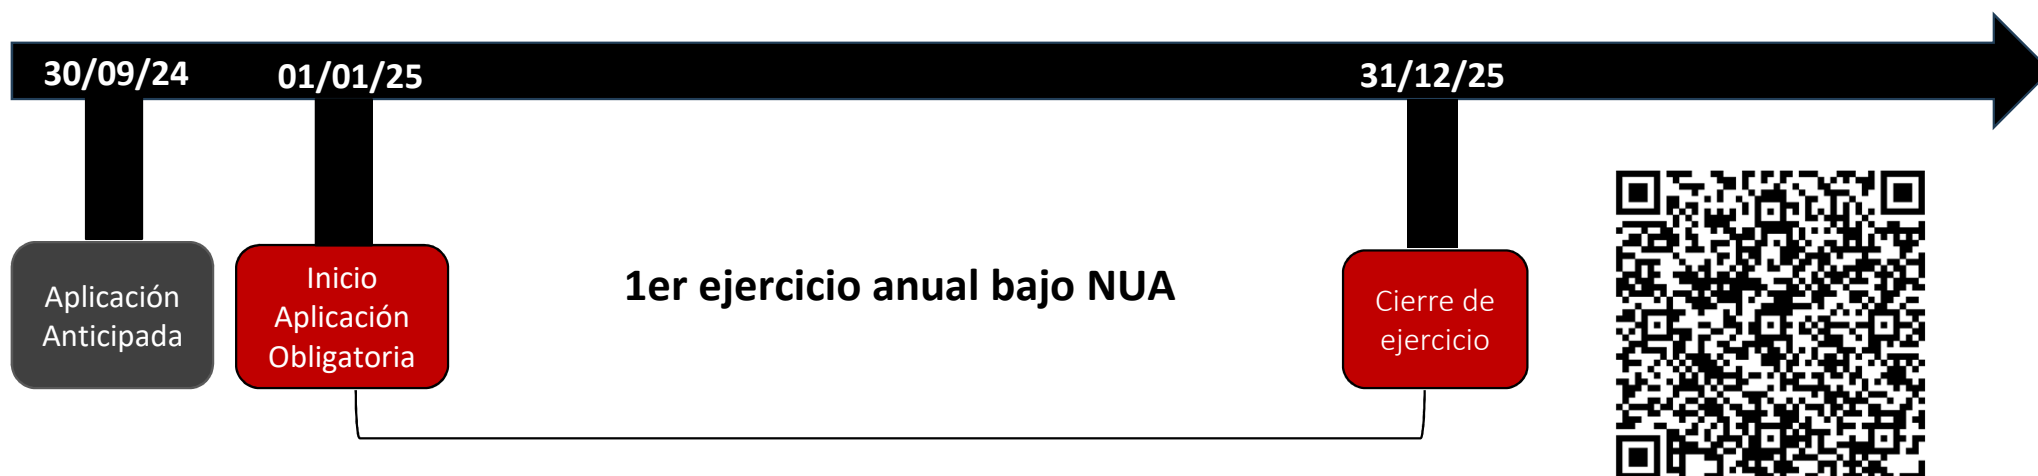 30/09/24
01/01/25
31/12/25
Aplicación
Anticipada
Inicio
Aplicación
Obligatoria
1er ejercicio anual bajo NUA
Cierre de
ejercicio